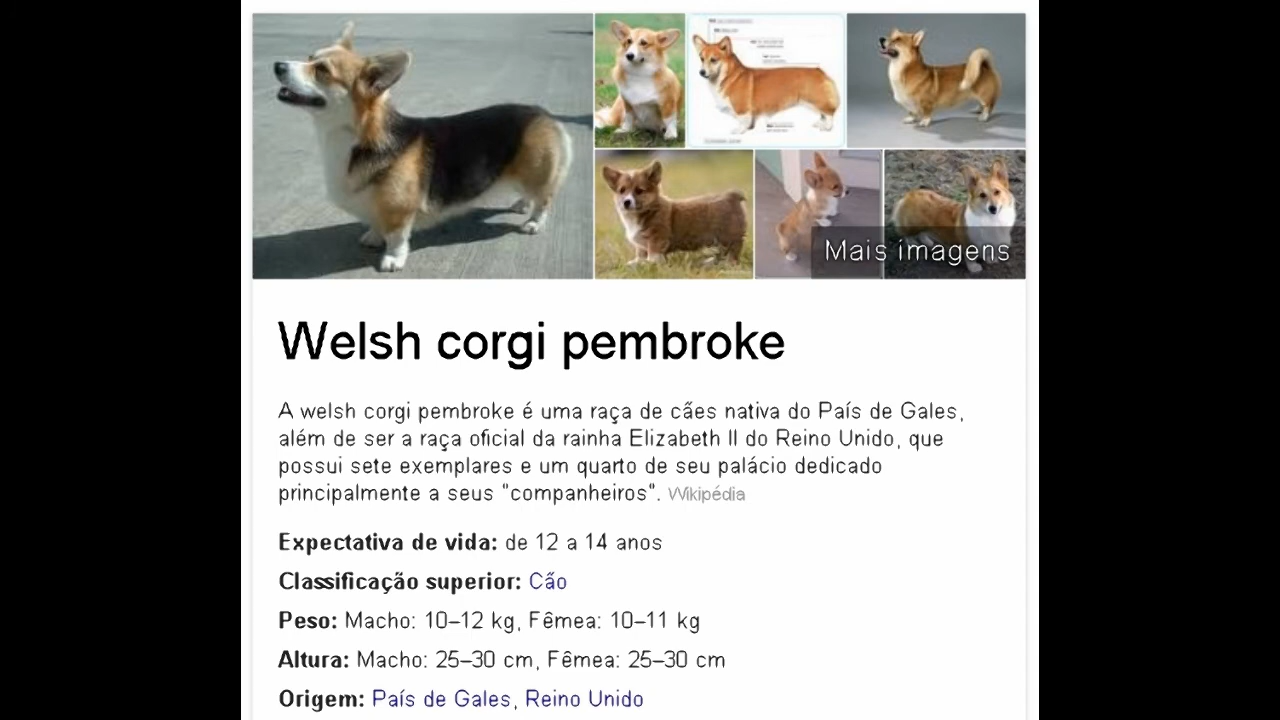 Mais imagens
Welsh corgi pembroke
A welsh corgi pembroke é uma raça de cães nativa do País de Gales,
além de ser a raça oficial da rainha Elizabeth II do Reino Unido, que
possui sete exemplares e um quarto de seu palácio dedicado
principalmente a seus "companheiros". Wikipédia
Expectativa de vida: de 12 a 14 anos
Classificação superior: Cão
Peso: Macho: 10–12 kg, Fêmea: 10–11 kg
Altura: Macho: 25–30 cm, Fêmea: 25–30 cm
Origem: País de Gales, Reino Unido